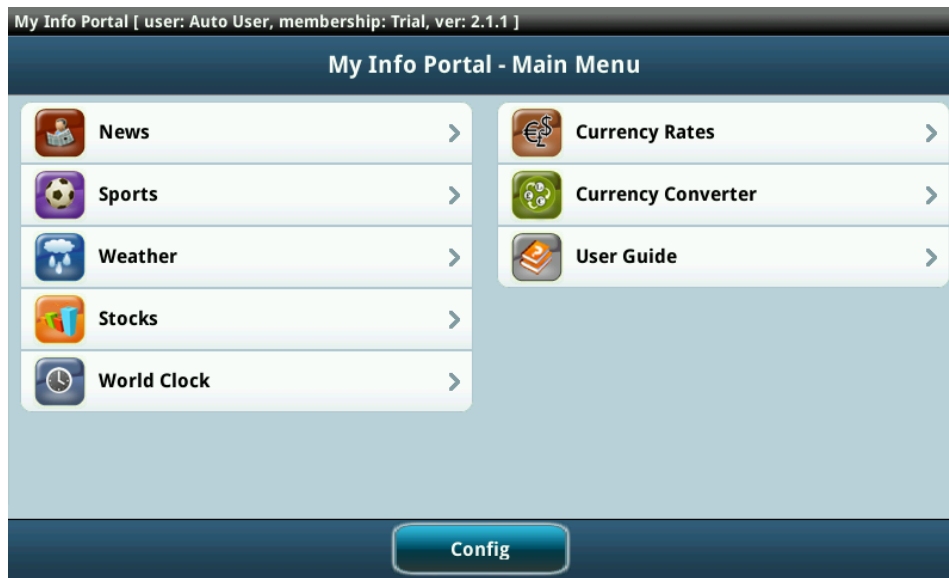 My Info Portal [ user: Auto User, membership: Trial, ver: 2.1.1 ]
My Info Portal - Main Menu
News
Sports
Weather
Stocks
World Clock
Currency Rates
Currency Converter
User Guide
Config